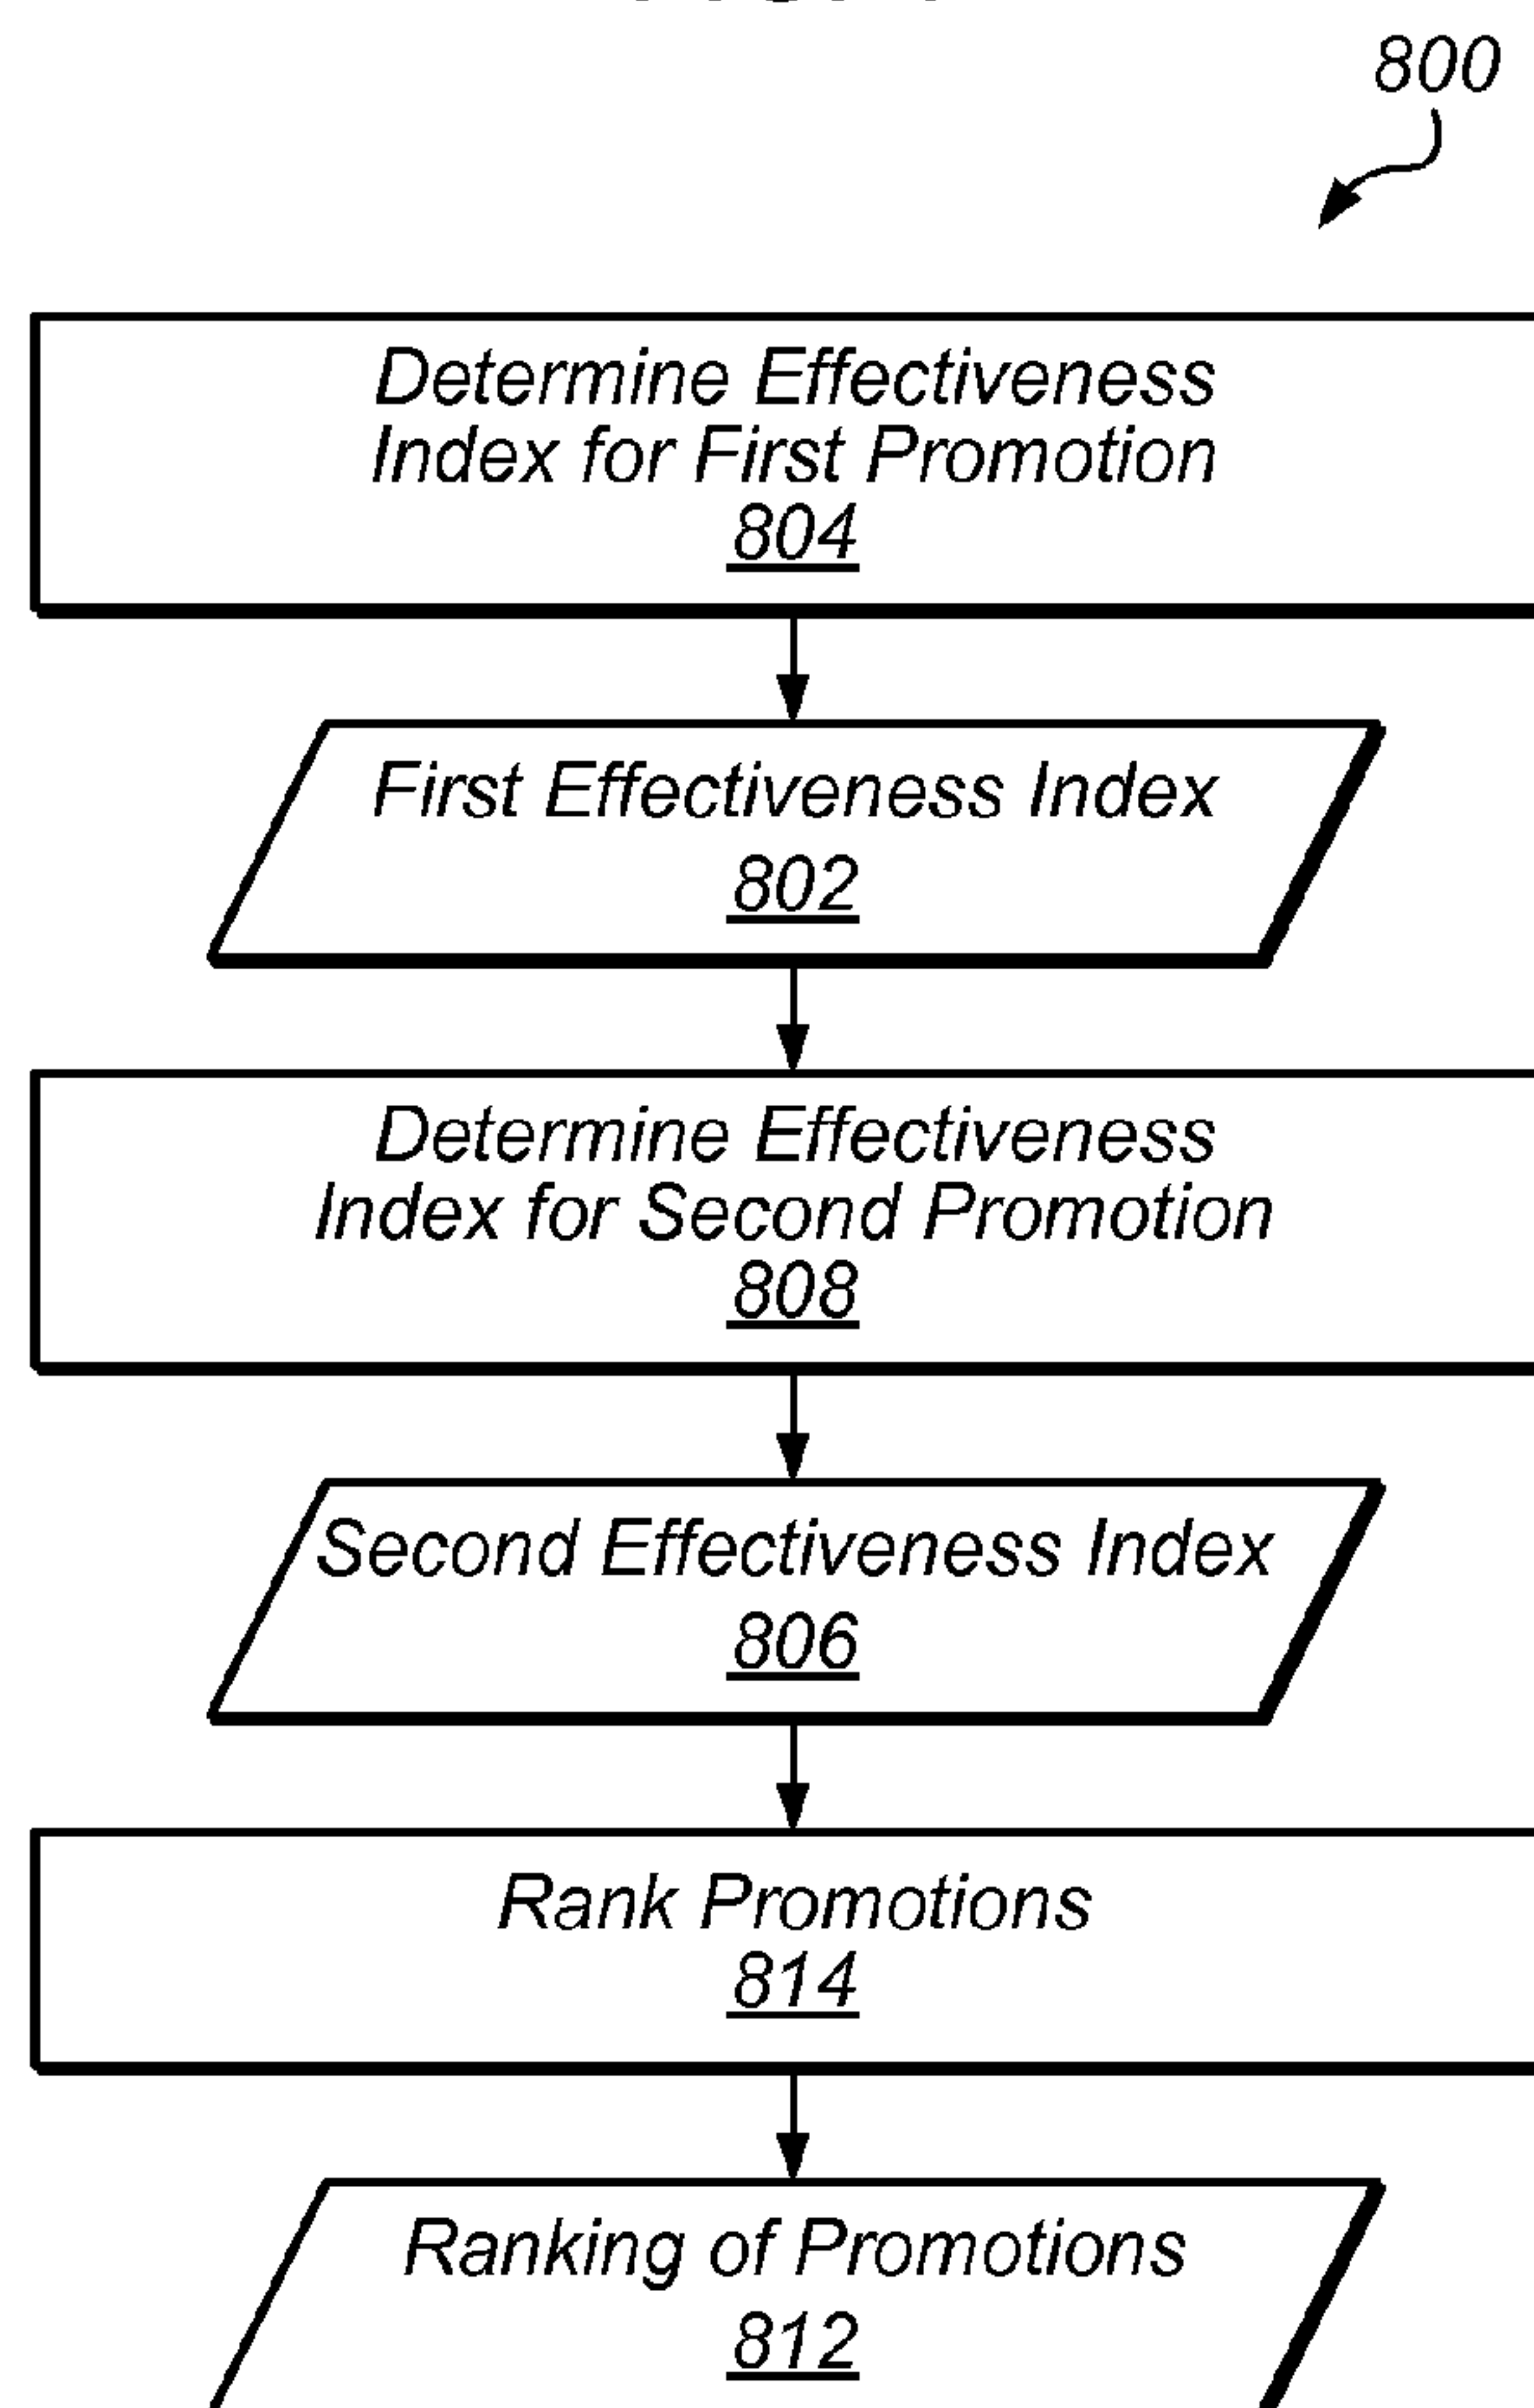 800
Determine Effectiveness
Index for First Promotion
804
First Effectiveness Index
802
Determine Effectiveness
Index for Second Promotion
808
Second Effectiveness Index
806
Rank Promotions
814
Ranking of Promotions
812